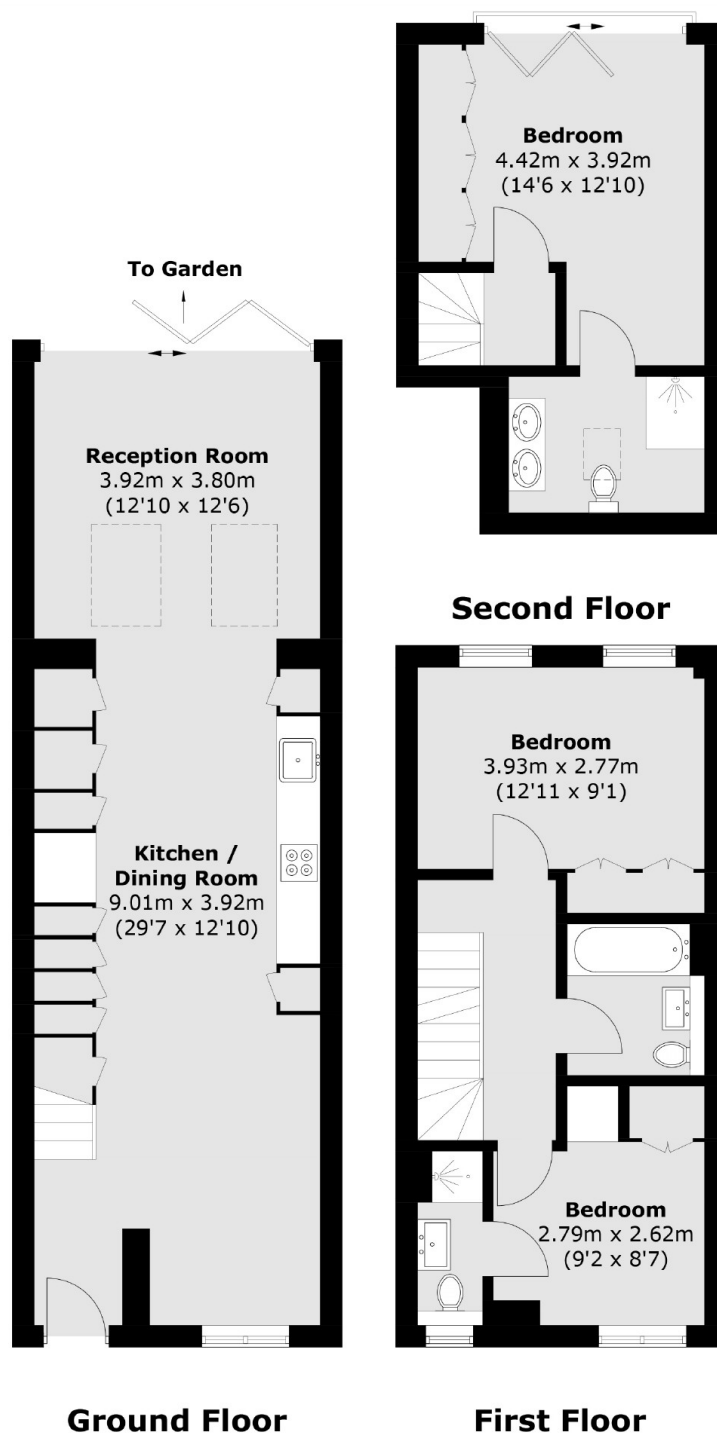 To Garden
Reception Room
3.92m x 3.80m
(12'10 x 12'6)
Kitchen /
Dining Room
9.01m x 3.92m
(29'7 x 12'10)
Ground Floor
Bedroom
4.42m x 3.92m
(14'6 x 12'10)
Second Floor
Bedroom
3.93m x 2.77m
(12'11 x 9'1)
Bedroom
2.79m x 2.62m
(9'2 x 8'7)
First Floor